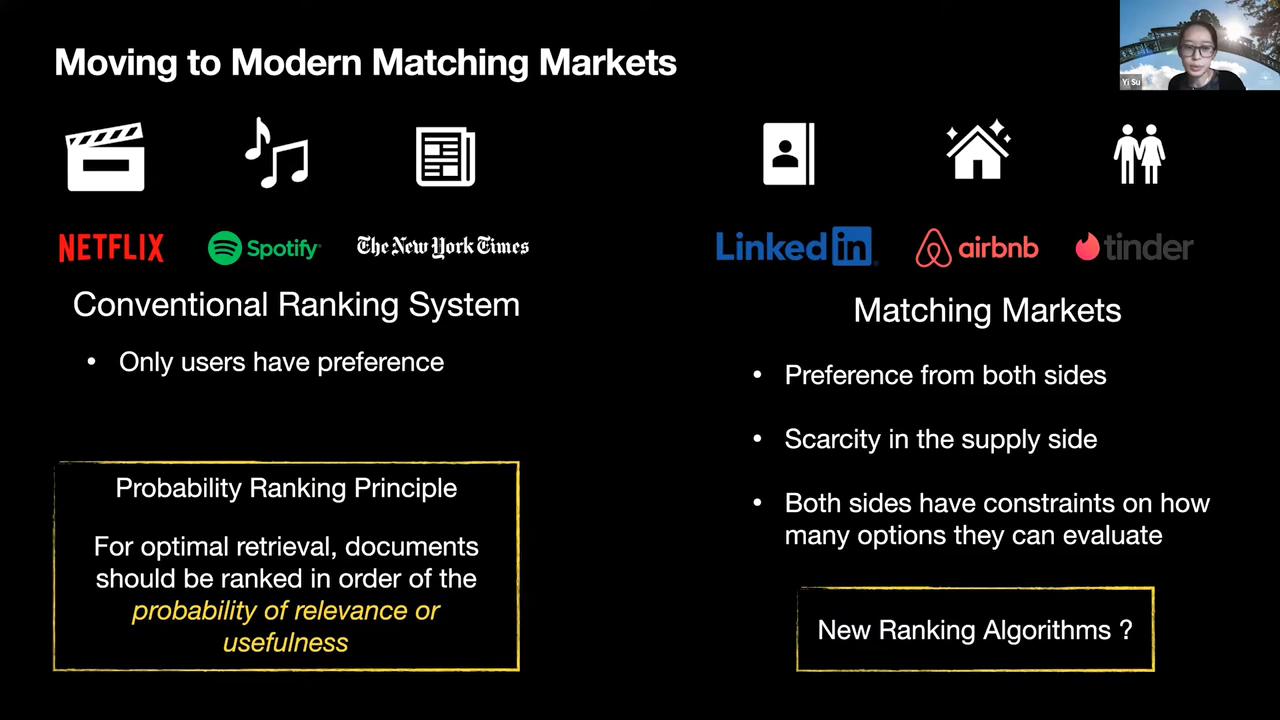 Moving to Modern Matching Markets
Yi Su
NETFLIX
Spotify
The New York Times
Conventional Ranking System
• Only users have preference
Probability Ranking Principle
For optimal retrieval, documents
should be ranked in order of the
probability of relevance or
usefulness
Linked in
airbnb
tinder
Matching Markets
• Preference from both sides
• Scarcity in the supply side
• Both sides have constraints on how
many options they can evaluate
New Ranking Algorithms ?